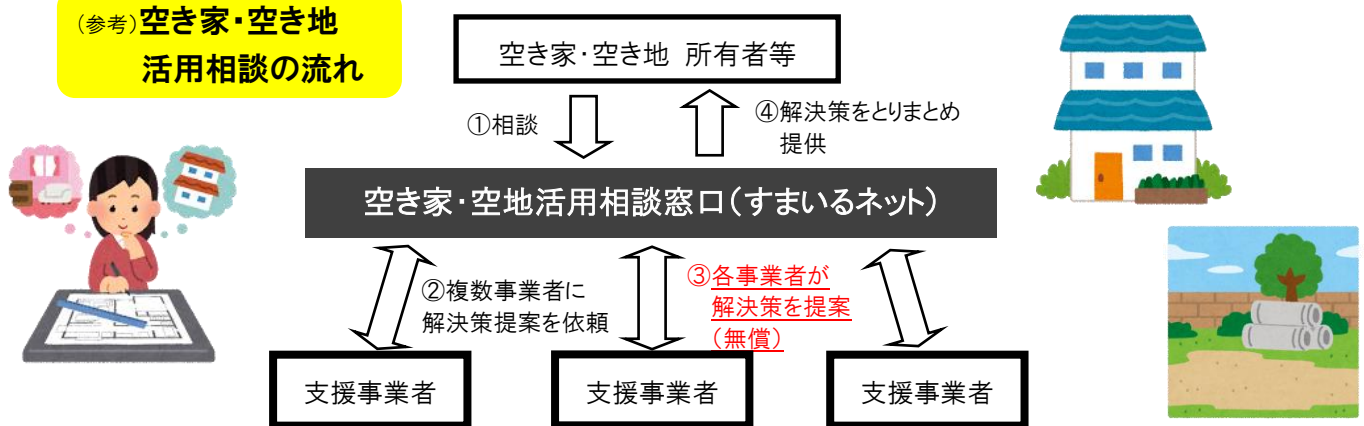 (参考)空き家・空き地
活用相談の流れ
空き家・空き地 所有者等
①相談
④解決策をとりまとめ
提供
空き家・空地活用相談窓口(すまいるネット)
②複数事業者に
解決策提案を依頼
③各事業者が
解決策を提案
(無償)
支援事業者
支援事業者
支援事業者